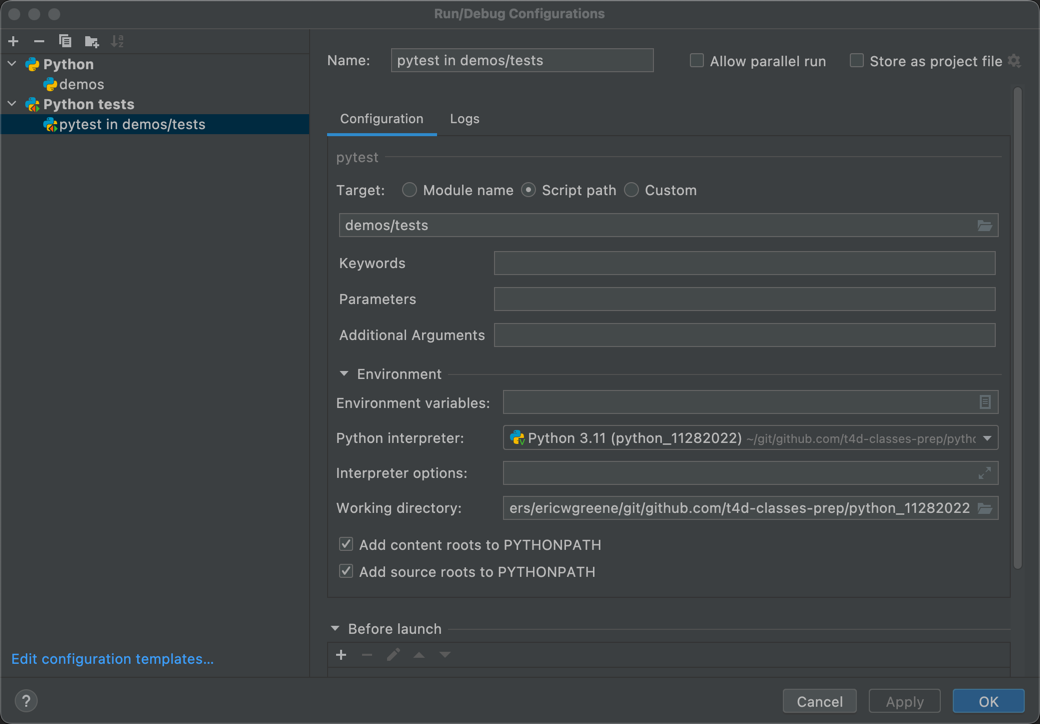 Run/Debug Configurations
Python
demos
Python tests
pytest in demos/tests
Edit configuration templates...
Name: pytest in demos/tests Allow parallel run Store as project file
Configuration Logs
pytest
Target: Module name Script path Custom
demos/tests
Keywords
Parameters
Additional Arguments
Environment
Environment variables:
Python interpreter: Python 3.11 (python_11282022) ~/git/github.com/t4d-classes-prep/pythc
Interpreter options:
Working directory: ers/ericwgreene/git/github.com/t4d-classes-prep/python_11282022
Add content roots to PYTHONPATH
Add source roots to PYTHONPATH
Before launch
? Cancel Apply OK